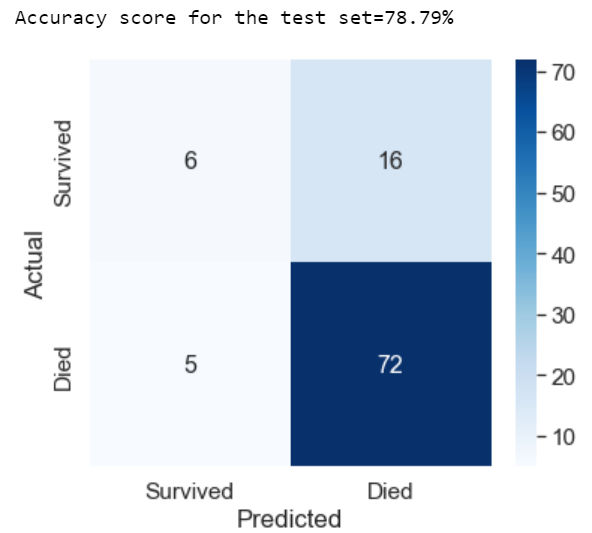 Accuracy score for the test set=78.79%
Actual
Survived
6
16
Died
5
72
Survived
Died
Predicted
70
60
50
40
30
20
10